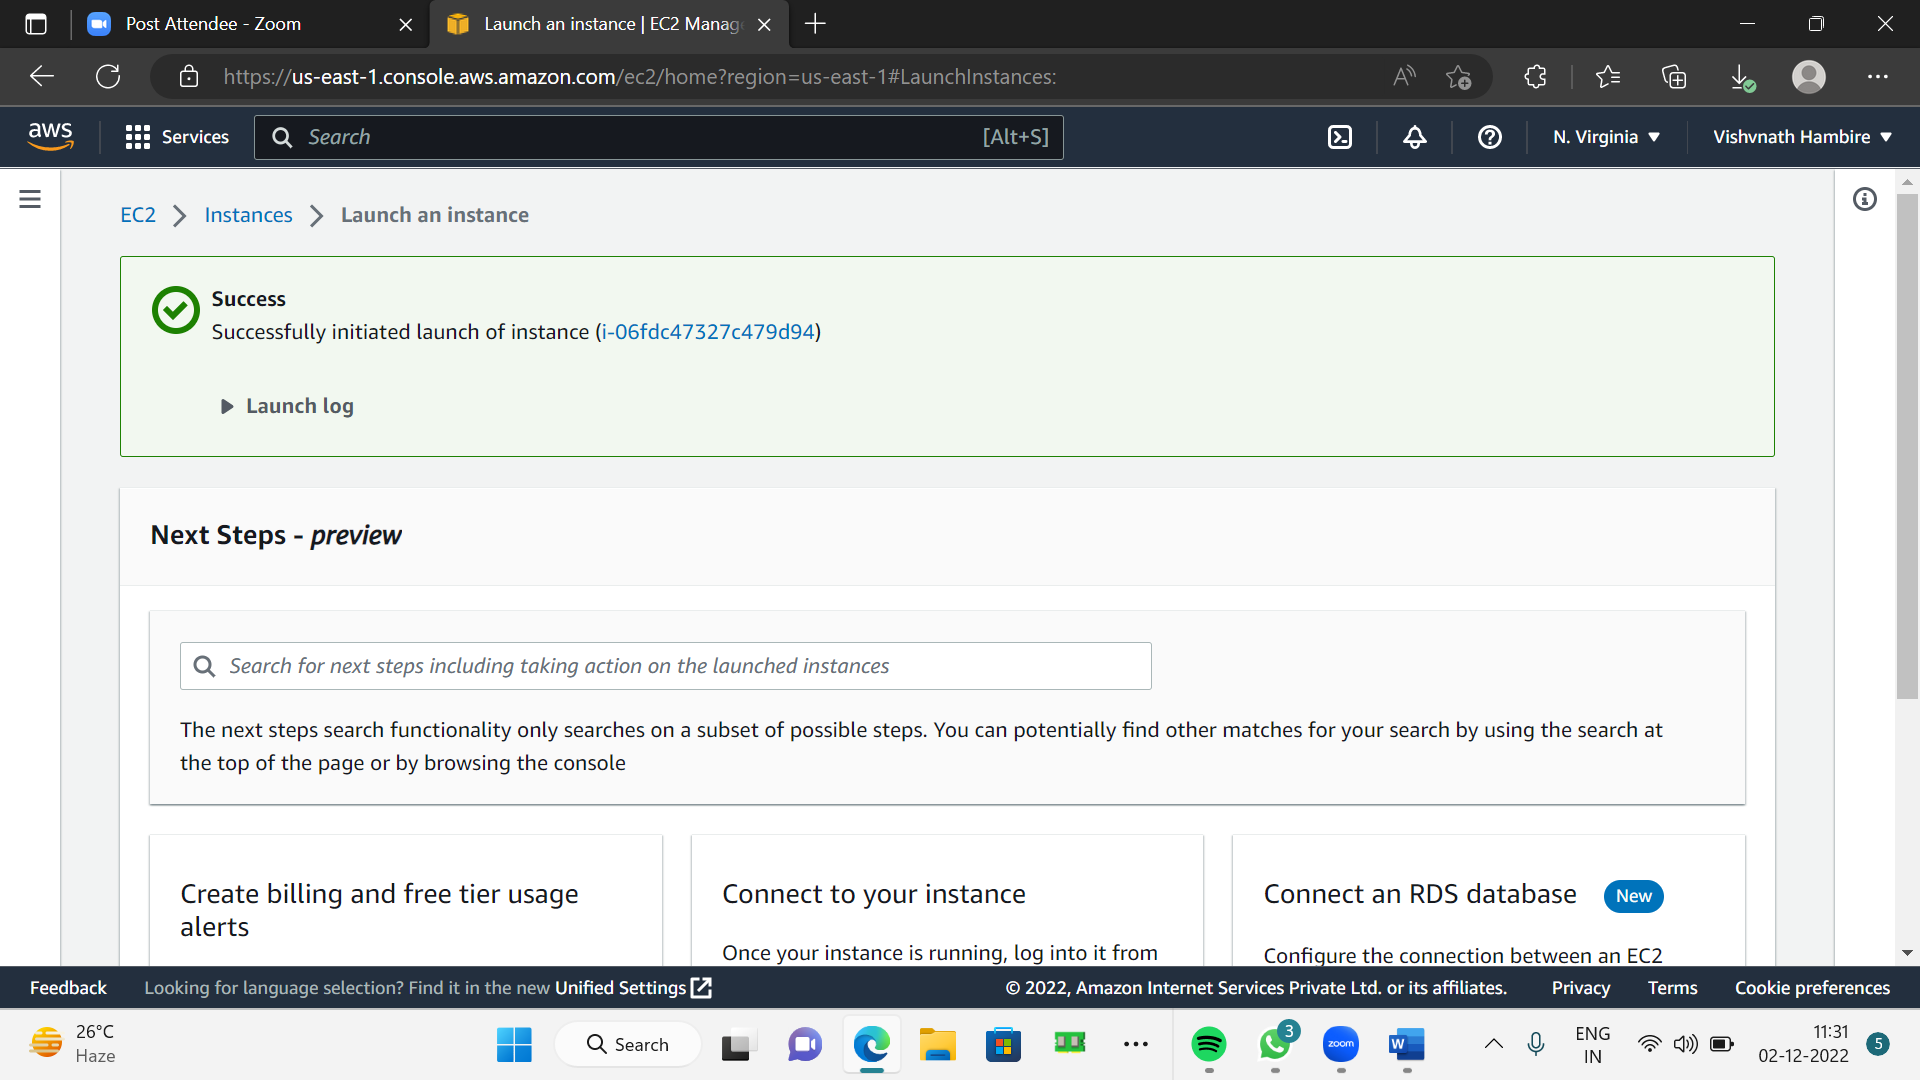 Post Attendee - Zoom
Launch an instance | EC2 Manag
https://us-east-1.console.aws.amazon.com/ec2/home?region=us-east-1#LaunchInstances:
aws
Services
Search
[Alt+S]
N. Virginia
Vishvnath Hambire
EC2
Instances
Launch an instance
Success
Successfully initiated launch of instance (i-06fdc47327c479d94)
Launch log
Next Steps - preview
Search for next steps including taking action on the launched instances
The next steps search functionality only searches on a subset of possible steps. You can potentially find other matches for your search by using the search at
the top of the page or by browsing the console
Create billing and free tier usage
alerts
Connect to your instance
Once your instance is running, log into it from
Connect an RDS database
New
Configure the connection between an EC2
Feedback
Looking for language selection? Find it in the new Unified Settings
© 2022, Amazon Internet Services Private Ltd. or its affiliates.
Privacy
Terms
Cookie preferences
26°C
Haze
Search
3
zoom
W
ENG
IN
11:31
02-12-2022
5